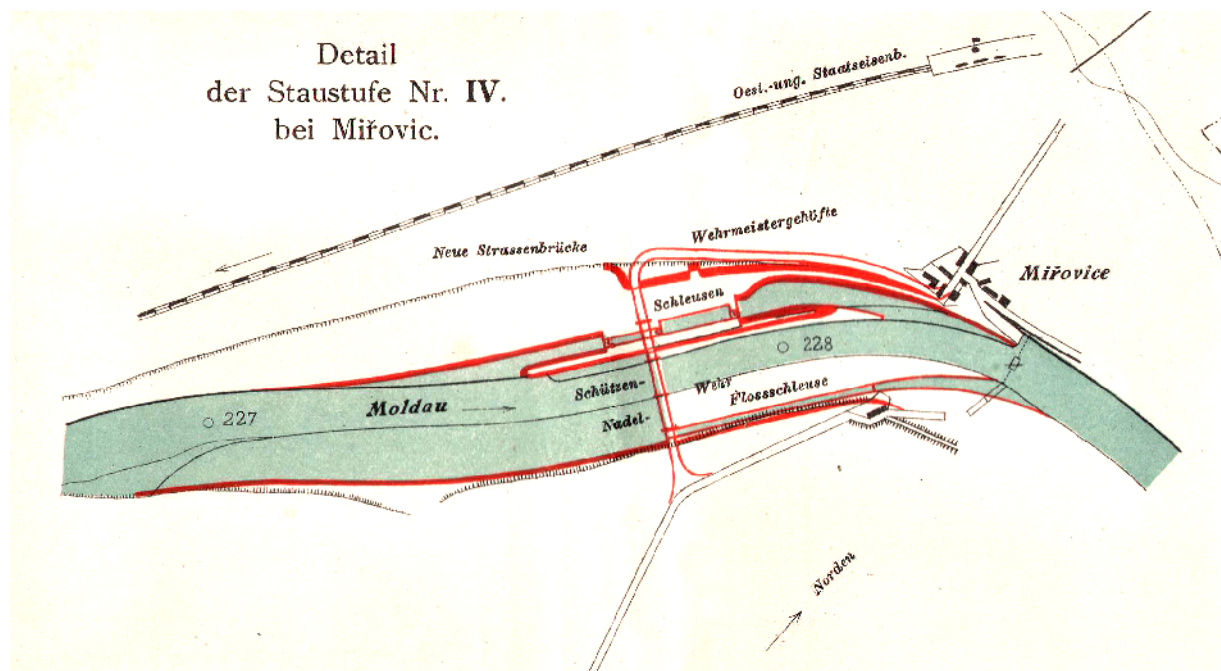 Detail
der Staustufe Nr. IV.
bei Miřovic.
Oest.-ung. Staatseisenb.
Wehrmeistergehöfte
Neue Strassenbrücke
Miřovice
Schleusen
228
Schützen-
Wehr
Flossschleuse
Moldau
227
Nadel-
Norden